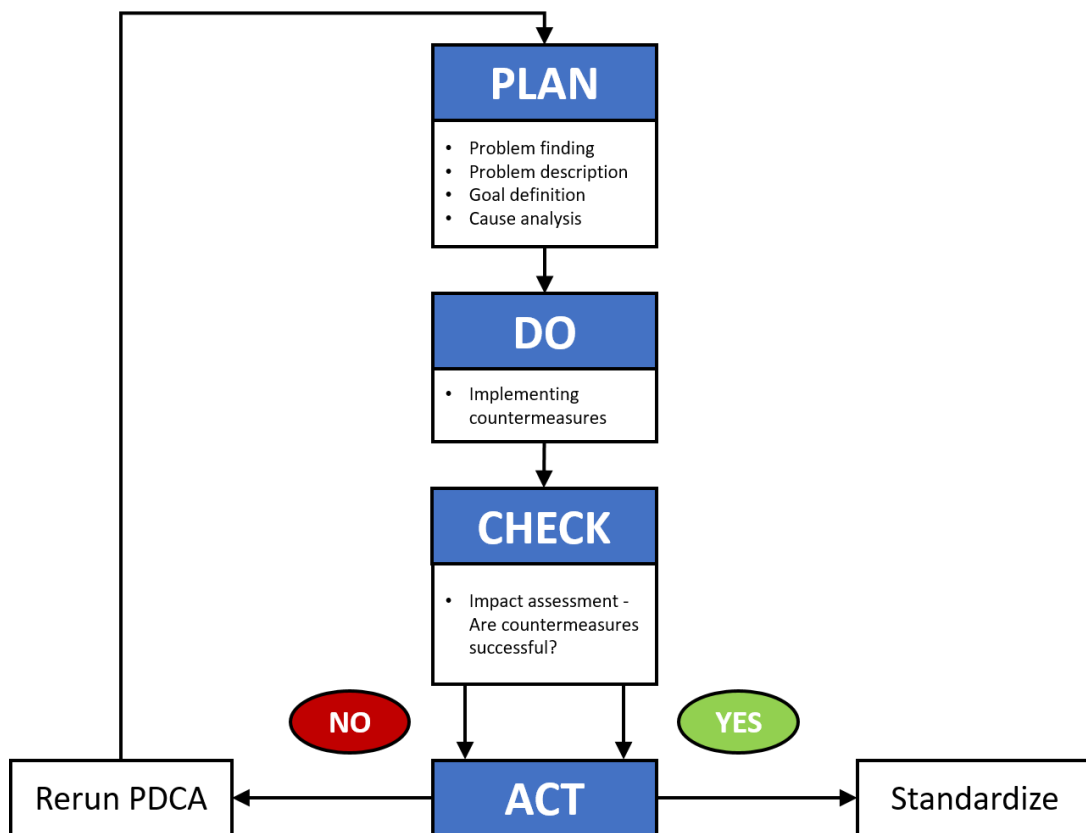 PLAN
• Problem finding
• Problem description
• Goal definition
• Cause analysis
DO
• Implementing
countermeasures
CHECK
• Impact assessment -
Are countermeasures
successful?
NO
YES
Rerun PDCA
ACT
Standardize